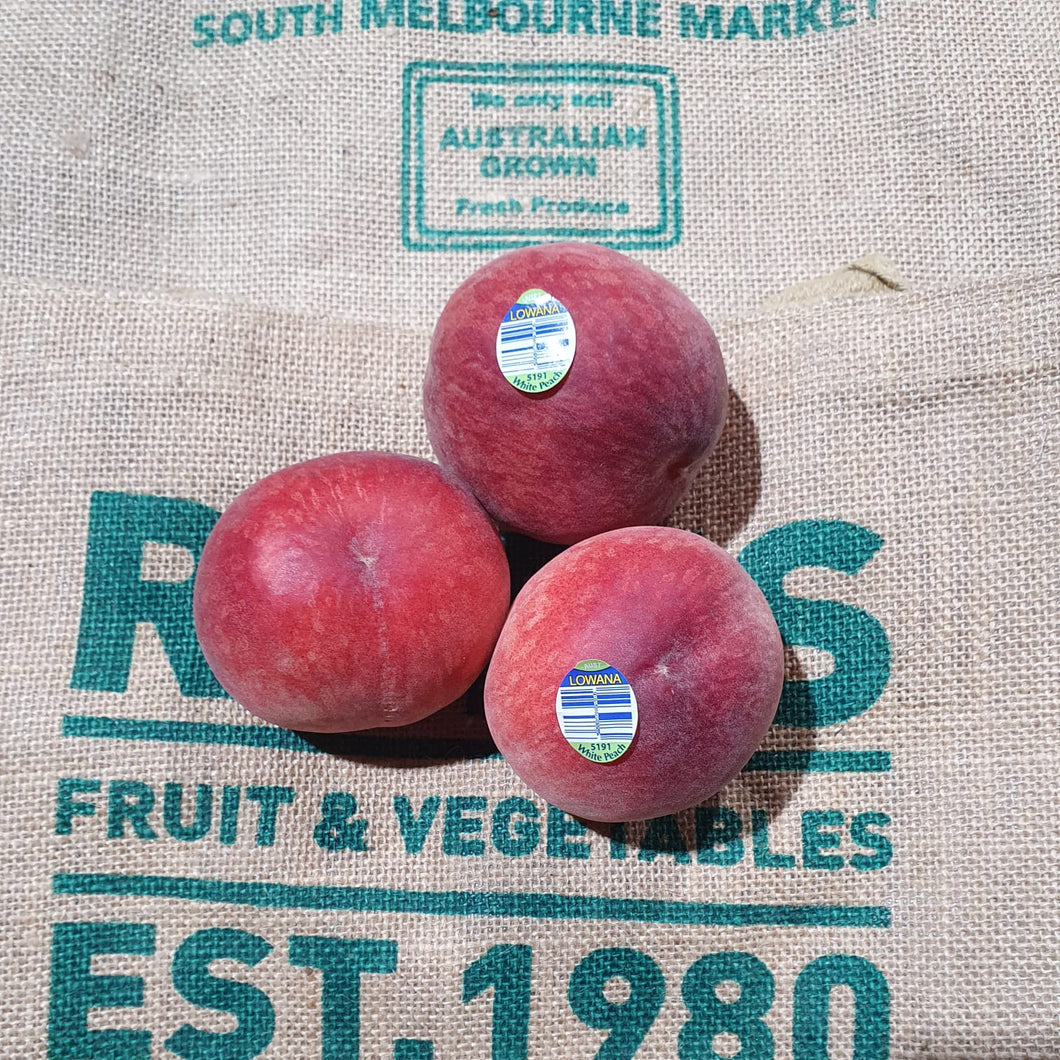 SOUTH MELBOURNE MARKET
We only sell
AUSTRALIAN
GROWN
Fresh Produce
LOWANA
5191
White Peach
R S
AUST
LOWANA
5191
White Peach
FRUIT & VEGETABLES
EST. 1980